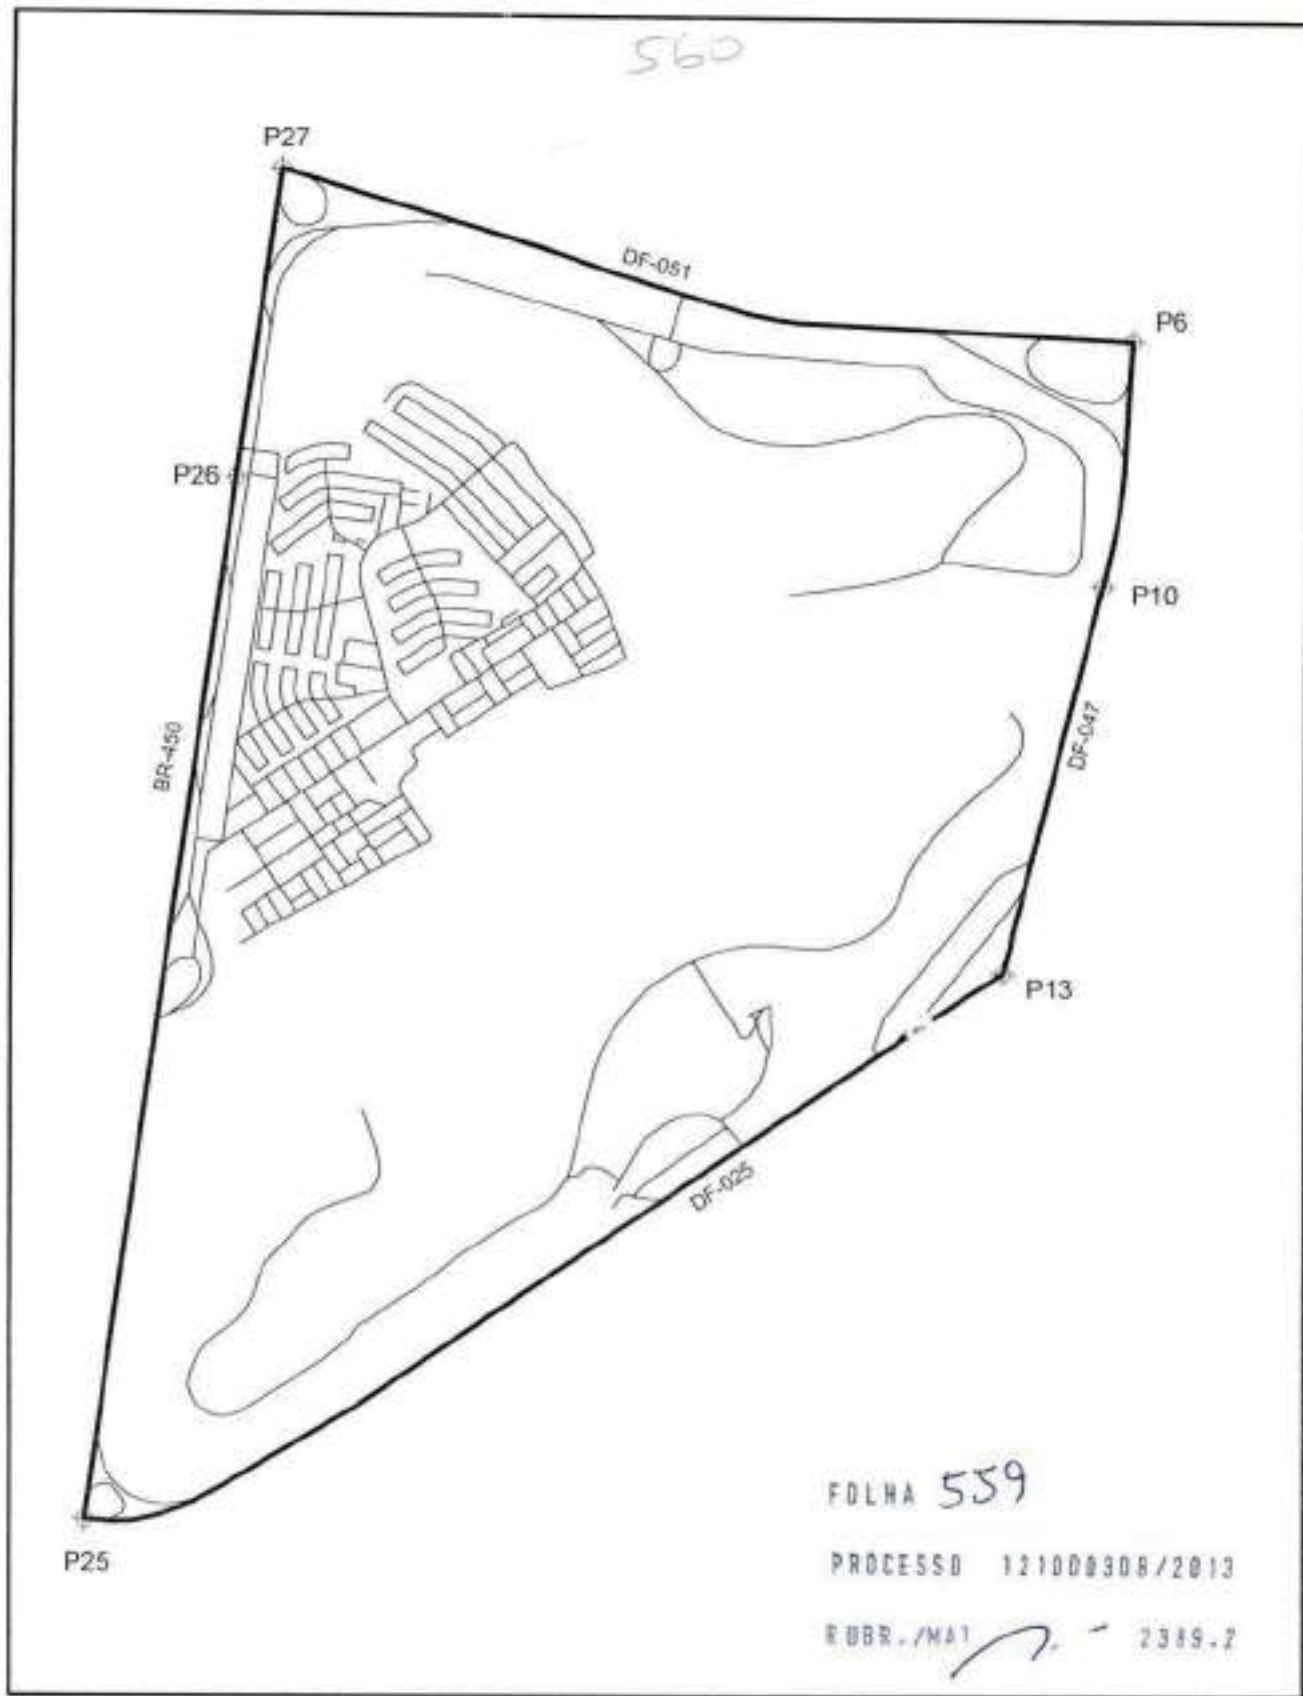 560
P27
DF-051
P6
P26
P10
BR-450
DF-047
P13
DF-025
P25
FOLHA 559
PROCESSO 121000308/2013
RUBR./MAT 2389.2